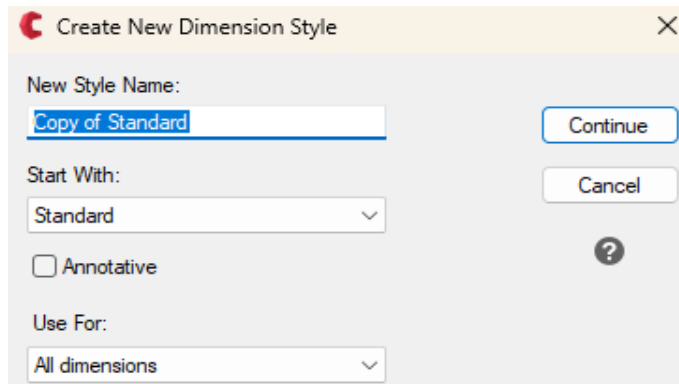 Create New Dimension Style
New Style Name:
Copy of Standard
Continue
Start With:
Cancel
Standard
?
Annotative
Use For:
All dimensions